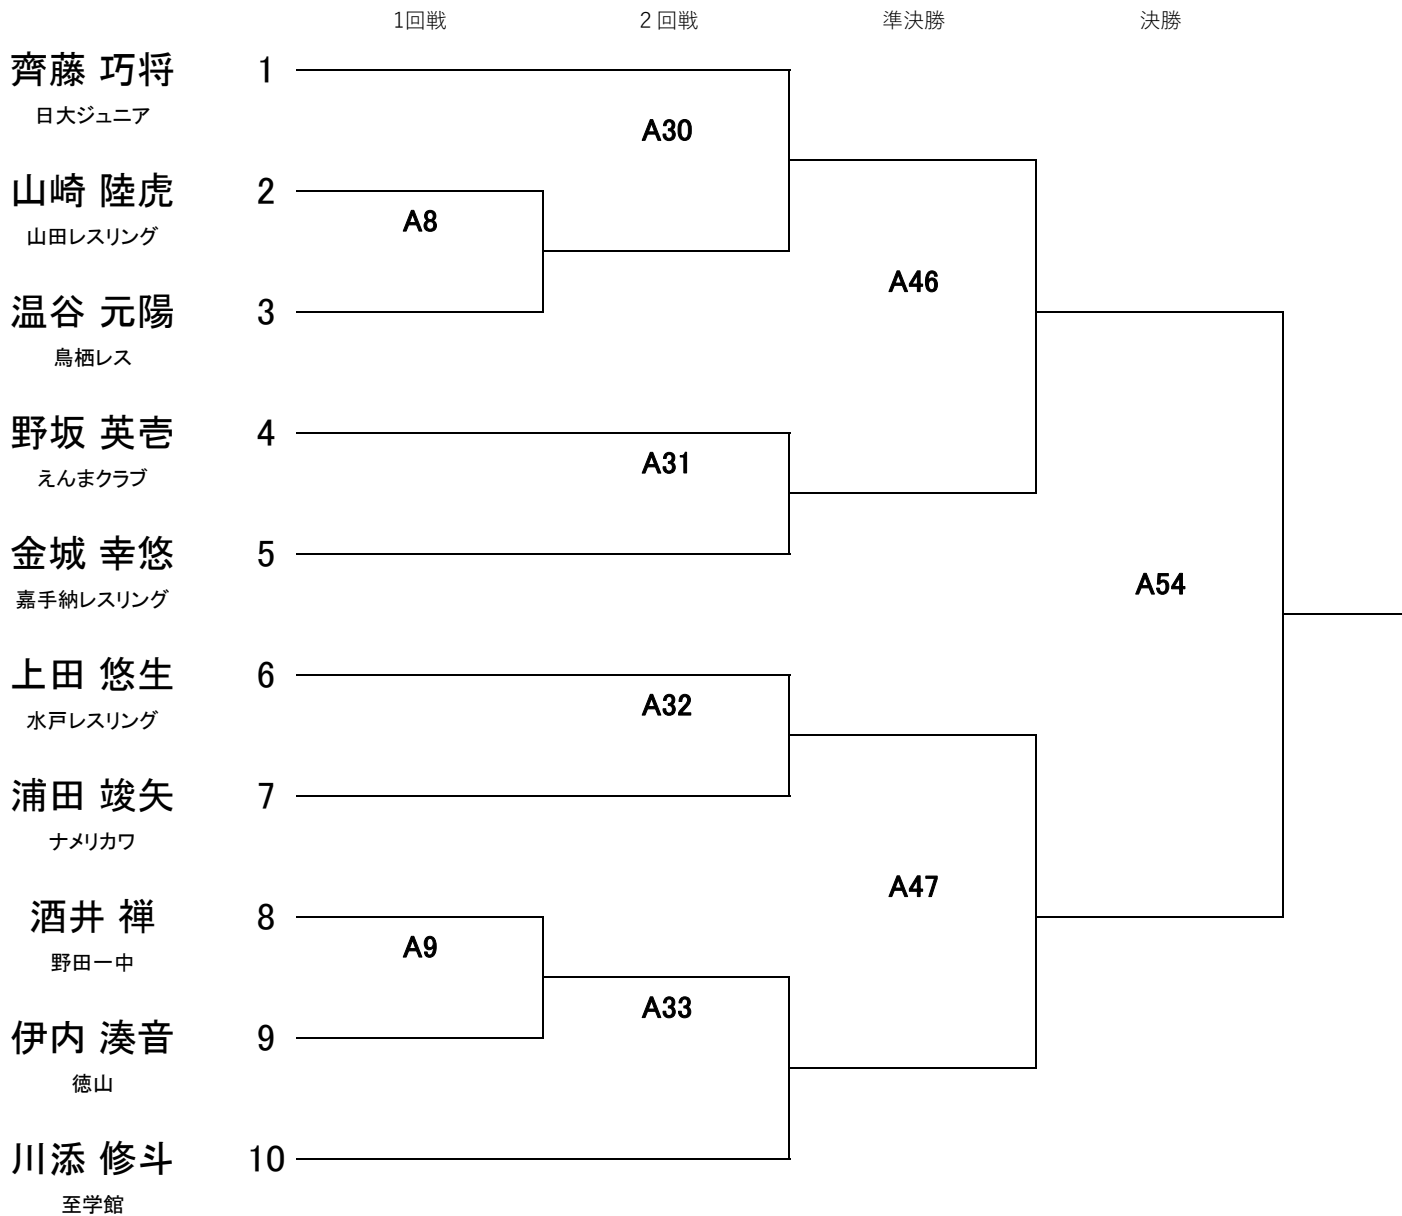 1回戦 ２回戦 準決勝 決勝
齊藤 巧将 1
日大ジュニア
A30
山崎 陸虎 2
A8
山田レスリング
A46
温谷 元陽 3
鳥栖レス
野坂 英壱 4
A31
えんまクラブ
金城 幸悠 5
A54
嘉手納レスリング
上田 悠生 6
A32
水戸レスリング
浦田 竣矢 7
ナメリカワ
A47
酒井 禅 8
A9
野田一中
A33
伊内 湊音 9
徳山
川添 修斗 10
至学館